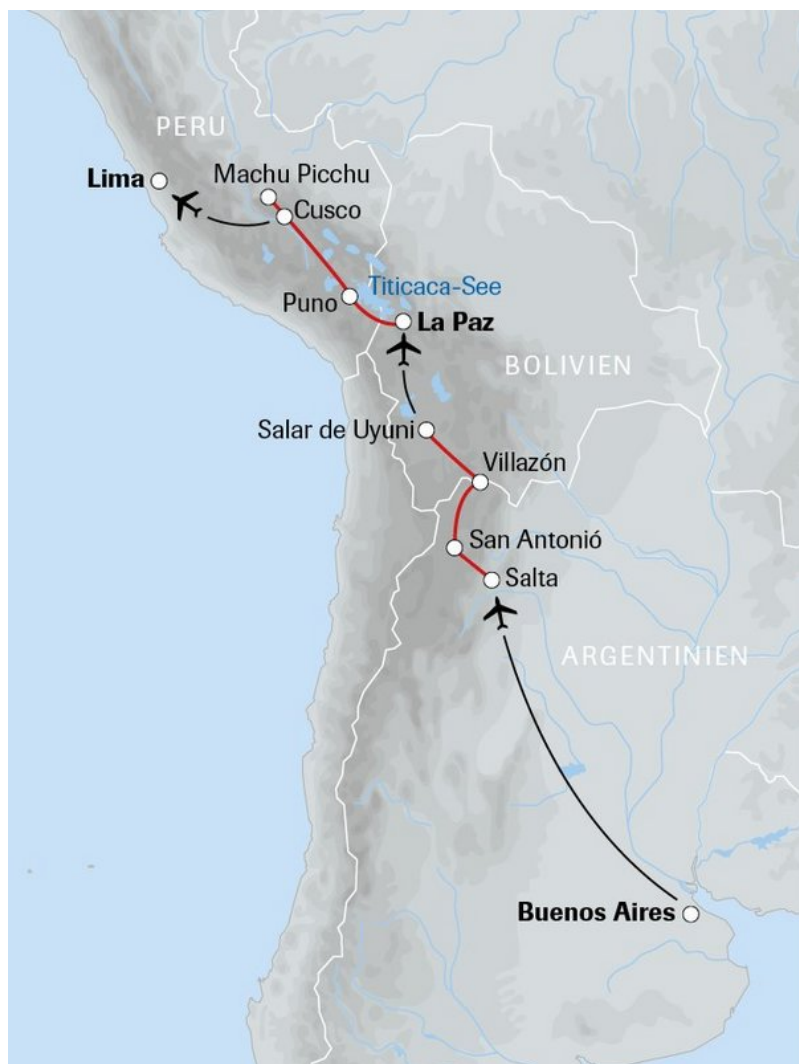 PERU
Lima
Machu Picchu
Cusco
Titicaca-See
Puno
La Paz
BOLIVIEN
Salar de Uyuni
Villazón
San Antonió
Salta
ARGENTINIEN
Buenos Aires